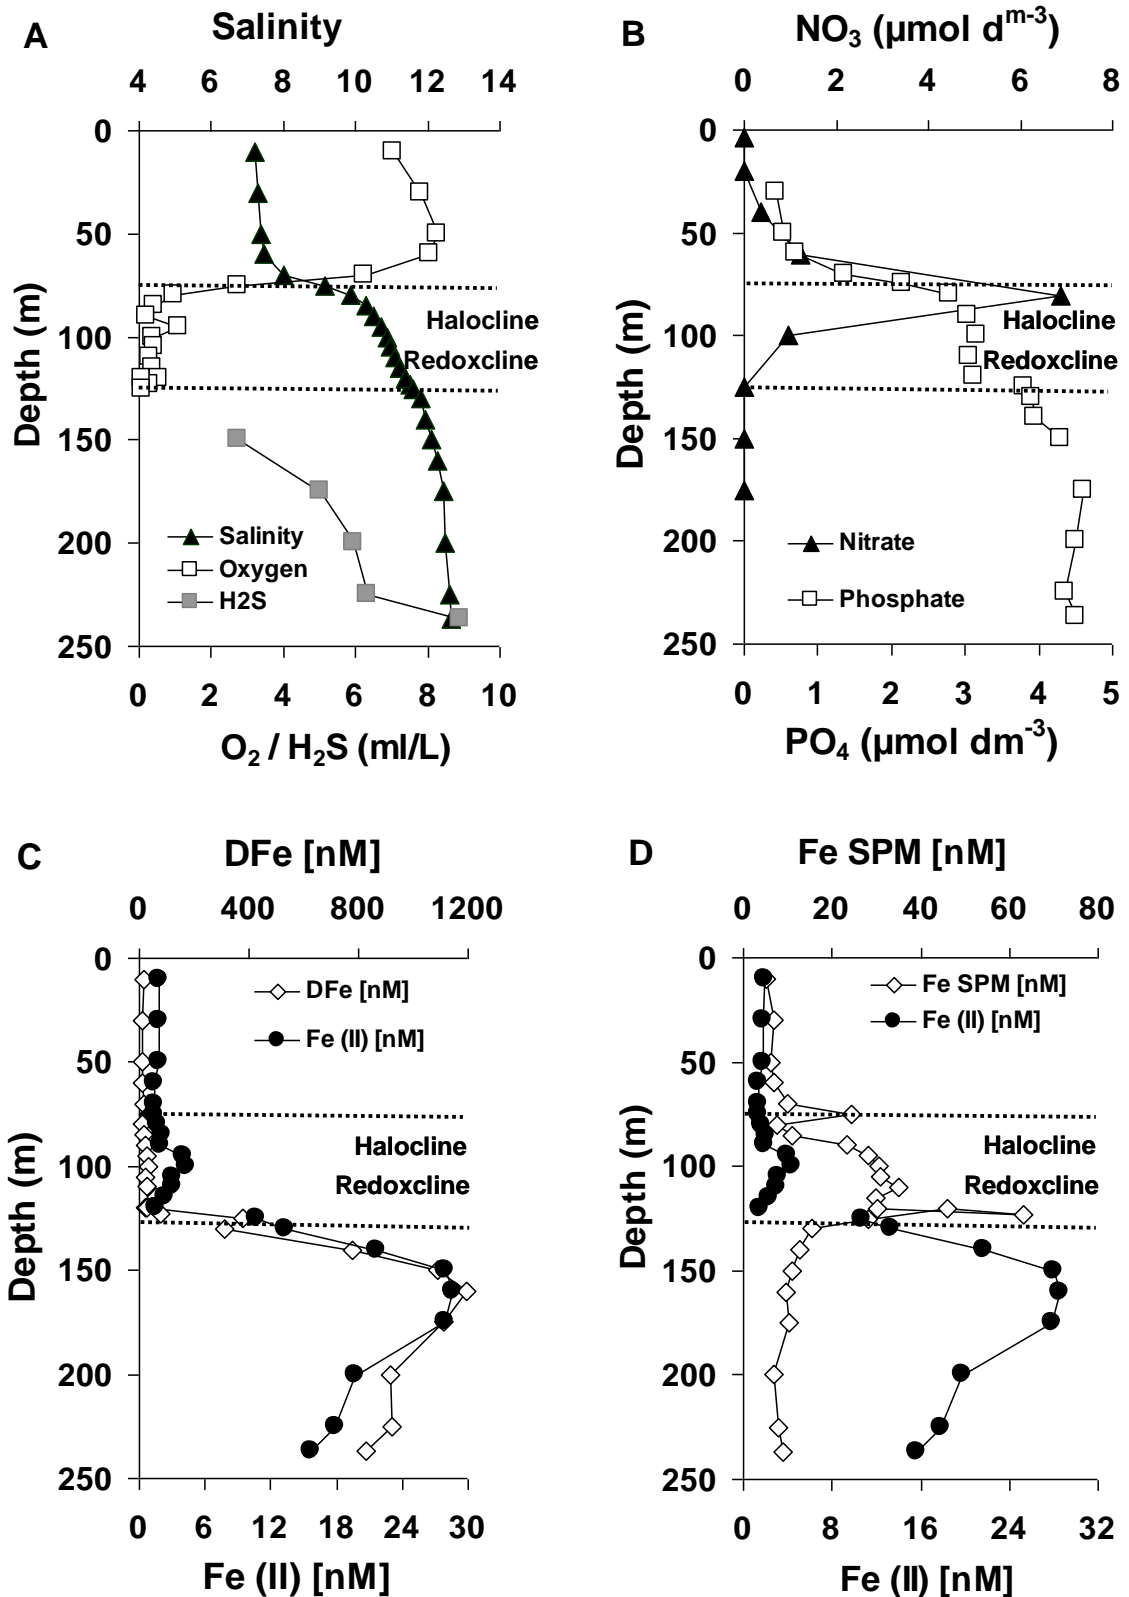 A
Salinity
4 6 8 10 12 14
0
50
100
150
200
250
Depth (m)
Halocline
Redoxcline
Salinity
Oxygen
H2S
0 2 4 6 8 10
O₂ / H₂S (ml/L)
B
NO₃ (µmol dᵐ⁻³)
0 2 4 6 8
0
50
100
150
200
250
Depth (m)
Halocline
Redoxcline
Nitrate
Phosphate
0 1 2 3 4 5
PO₄ (µmol dm⁻³)
C
DFe [nM]
0 400 800 1200
0
50
100
150
200
250
Depth (m)
DFe [nM]
Fe (II) [nM]
Halocline
Redoxcline
0 6 12 18 24 30
Fe (II) [nM]
D
Fe SPM [nM]
0 20 40 60 80
0
50
100
150
200
250
Depth (m)
Fe SPM [nM]
Fe (II) [nM]
Halocline
Redoxcline
0 8 16 24 32
Fe (II) [nM]